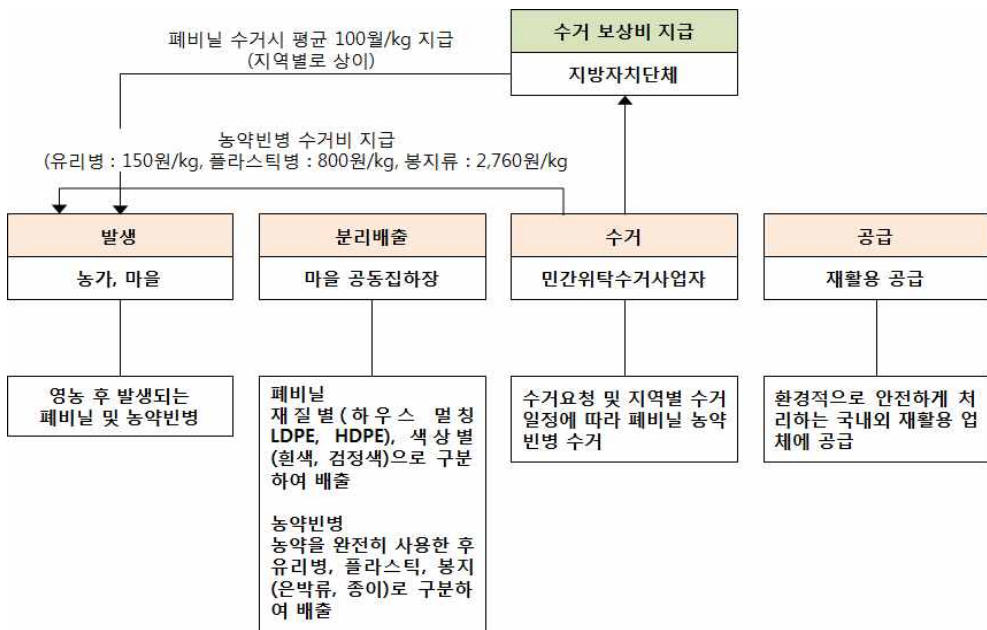 폐비닐 수거시 평균 100월/kg 지급
(지역별로 상이)
수거 보상비 지급
지방자치단체
농약빈병 수거비 지급
(유리병 : 150원/kg, 플라스틱병 : 800원/kg, 봉지류 : 2,760원/kg
발생
농가, 마을
분리배출
마을 공동집하장
수거
민간위탁수거사업자
공급
재활용 공급
영농 후 발생되는
폐비닐 및 농약빈병
폐비닐
재질별(하우스 멀칭
LDPE, HDPE), 색상별
(흰색, 검정색)으로 구분
하여 배출
농약빈병
농약을 완전히 사용한 후
유리병, 플라스틱, 봉지
(은박류, 종이)로 구분하
여 배출
수거요청 및 지역별 수거
일정에 따라 폐비닐 농약
빈병 수거
환경적으로 안전하게 처
리하는 국내외 재활용 업
체에 공급